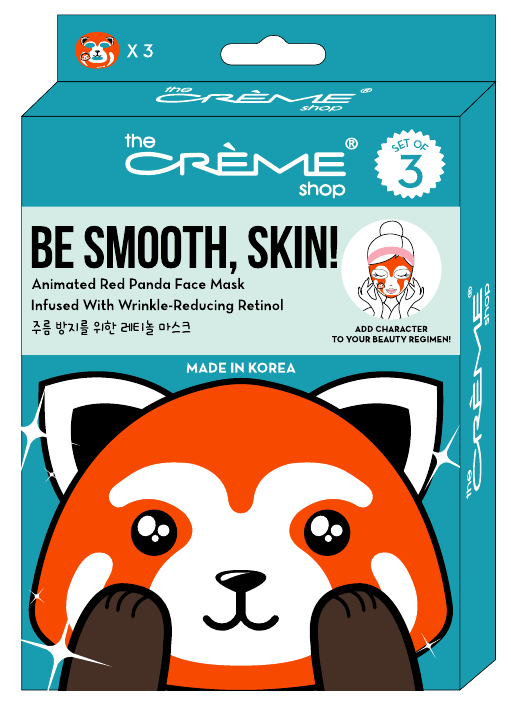 X 3
the
CRÈME®
shop
the
CRÈME®
shop
SET OF
3
BE SMOOTH, SKIN!
Animated Red Panda Face Mask
Infused With Wrinkle-Reducing Retinol
주름 방지를 위한 레티놀 마스크
ADD CHARACTER
TO YOUR BEAUTY REGIMEN!
MADE IN KOREA
the
CRÈME®
shop